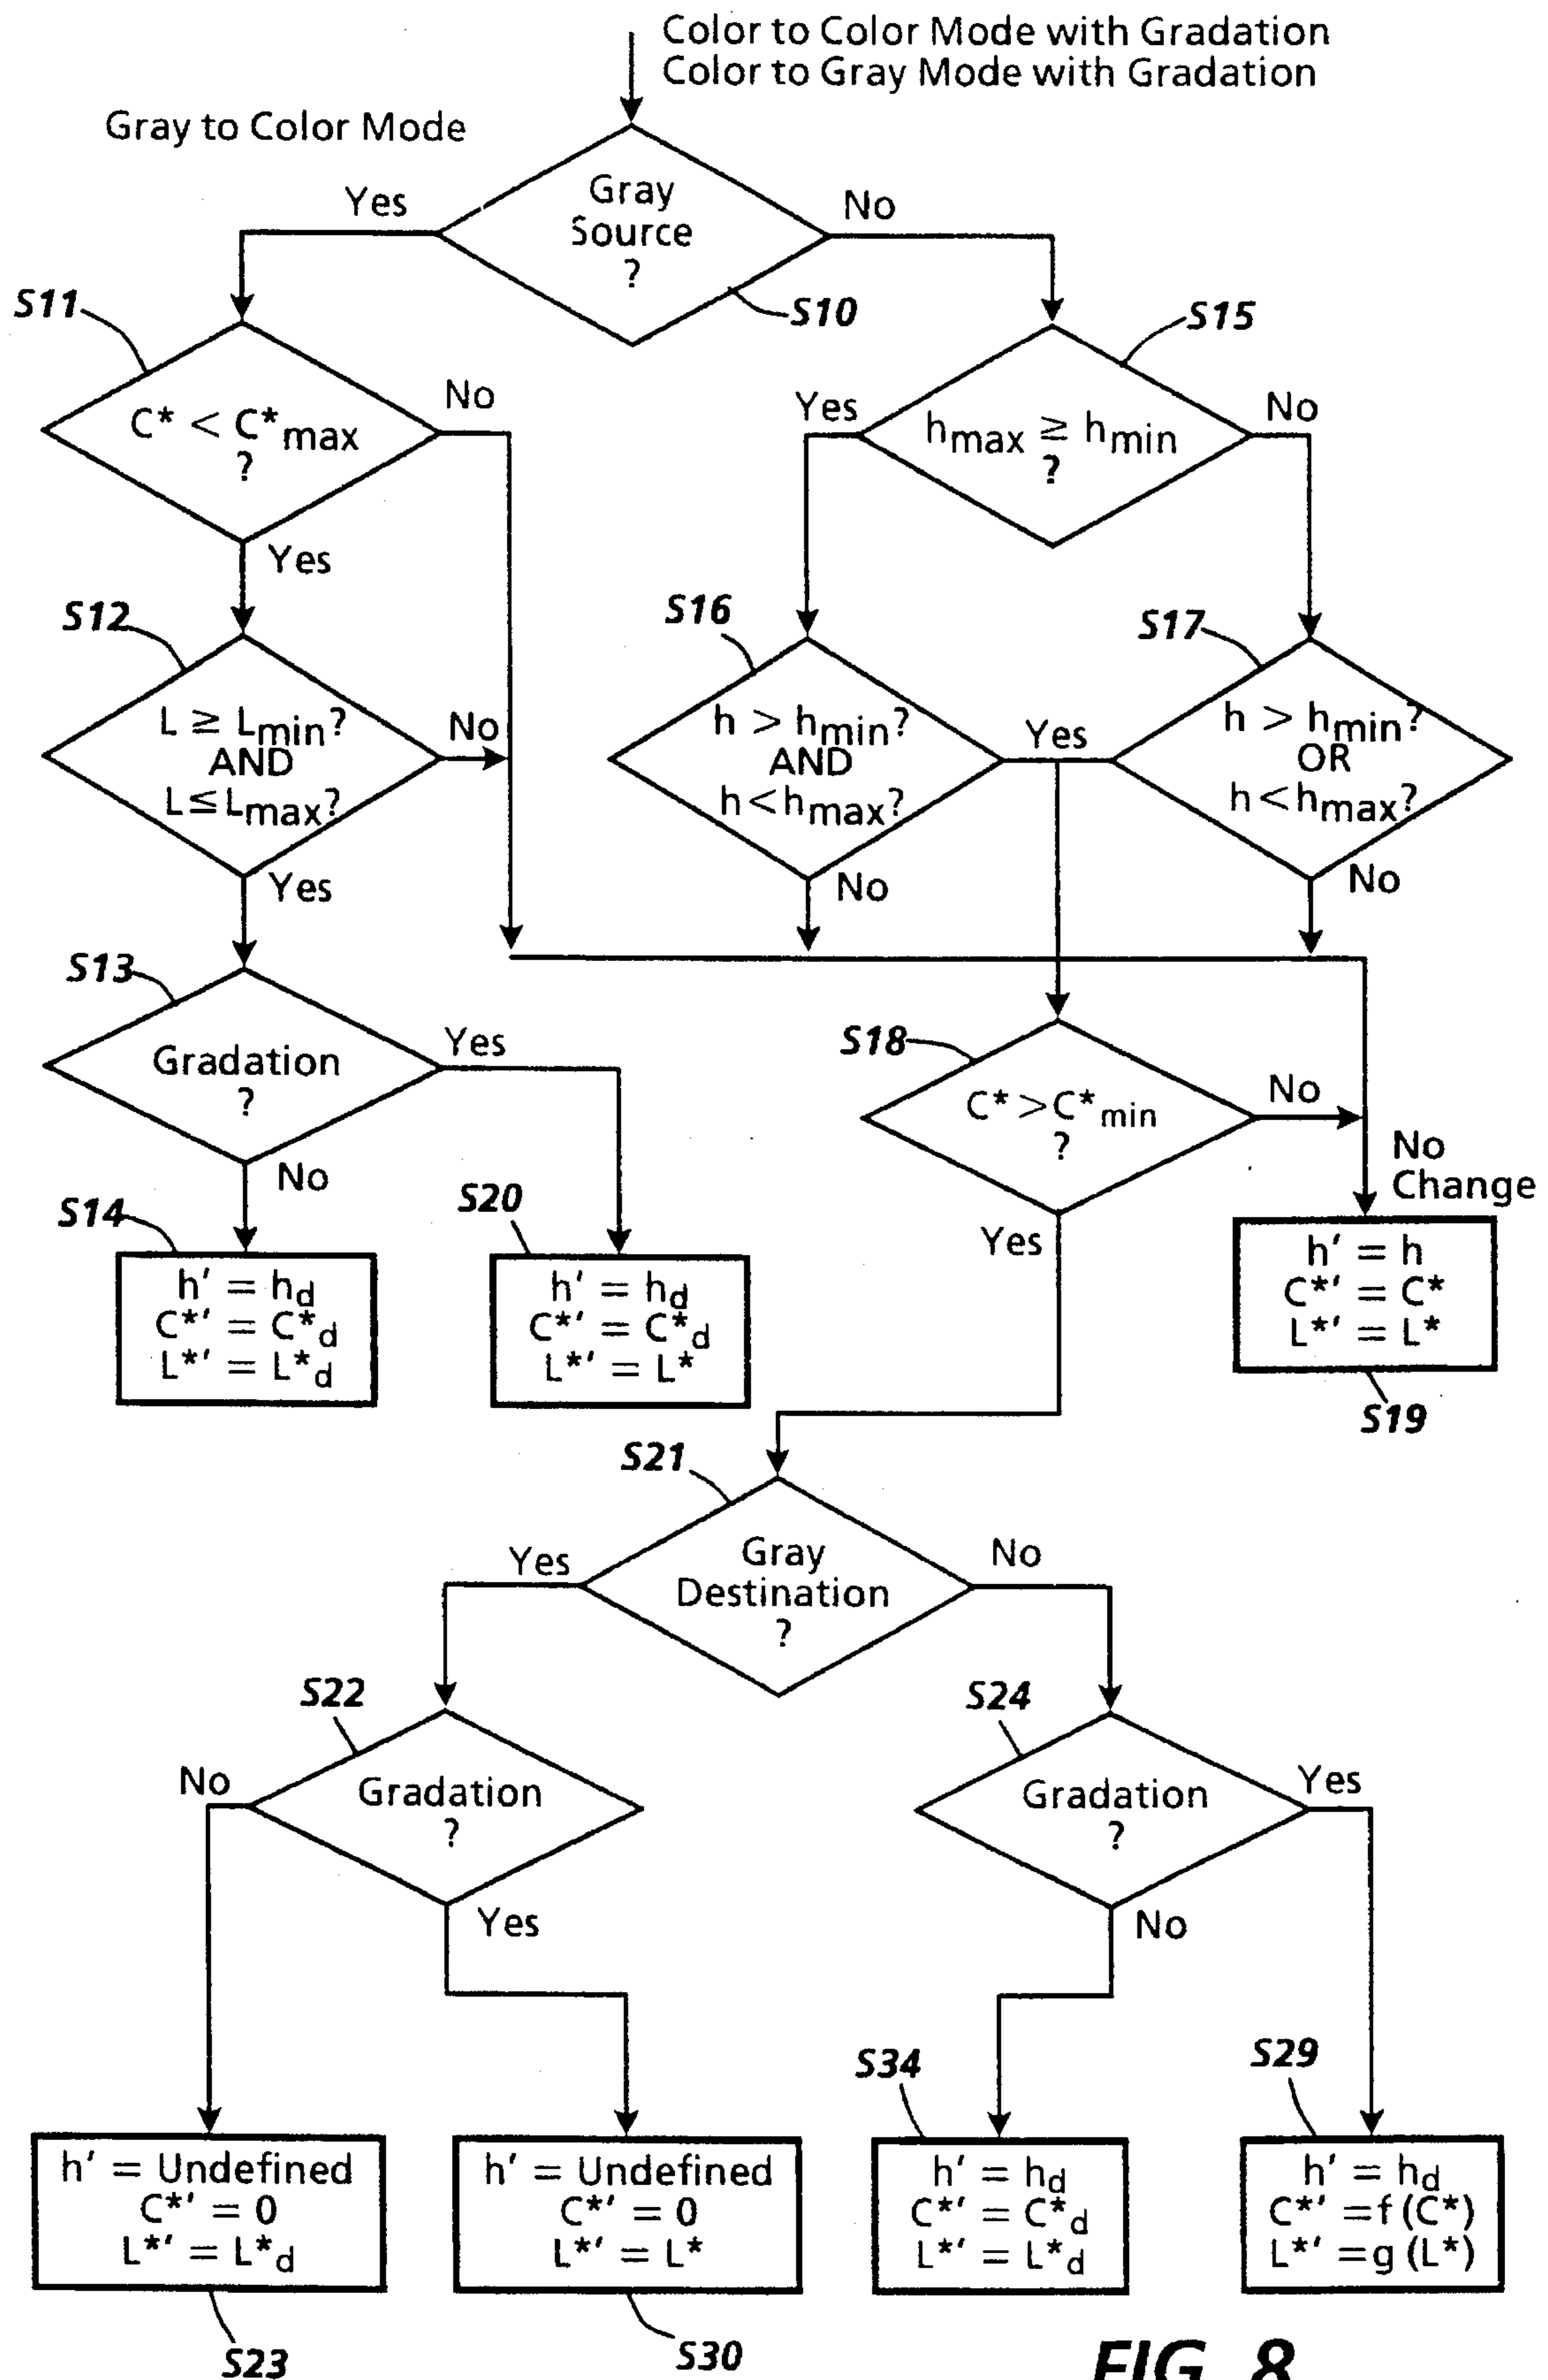 Color to Color Mode with Gradation
Color to Gray Mode with Gradation
Gray to Color Mode
Gray
Source
?
Yes
No
S10
S11
C* < C*max
?
No
Yes
S15
hmax ≥ hmin
?
Yes
No
S12
L ≥ Lmin?
AND
L ≤ Lmax?
No
Yes
S16
h > hmin?
AND
h < hmax?
Yes
No
S17
h > hmin?
OR
h < hmax?
No
S13
Gradation
?
Yes
No
S18
C* > C*min
?
No
Yes
No
Change
S14
h' = hd
C*' = C*d
L*' = L*d
S20
h' = hd
C*' = C*d
L*' = L*
h' = h
C*' = C*
L*' = L*
S19
S21
Gray
Destination
?
Yes
No
S22
Gradation
?
No
Yes
S24
Gradation
?
Yes
No
h' = Undefined
C*' = 0
L*' = L*d
S23
h' = Undefined
C*' = 0
L*' = L*
S30
S34
h' = hd
C*' = C*d
L*' = L*d
S29
h' = hd
C*' = f (C*)
L*' = g (L*)
FIG. 8